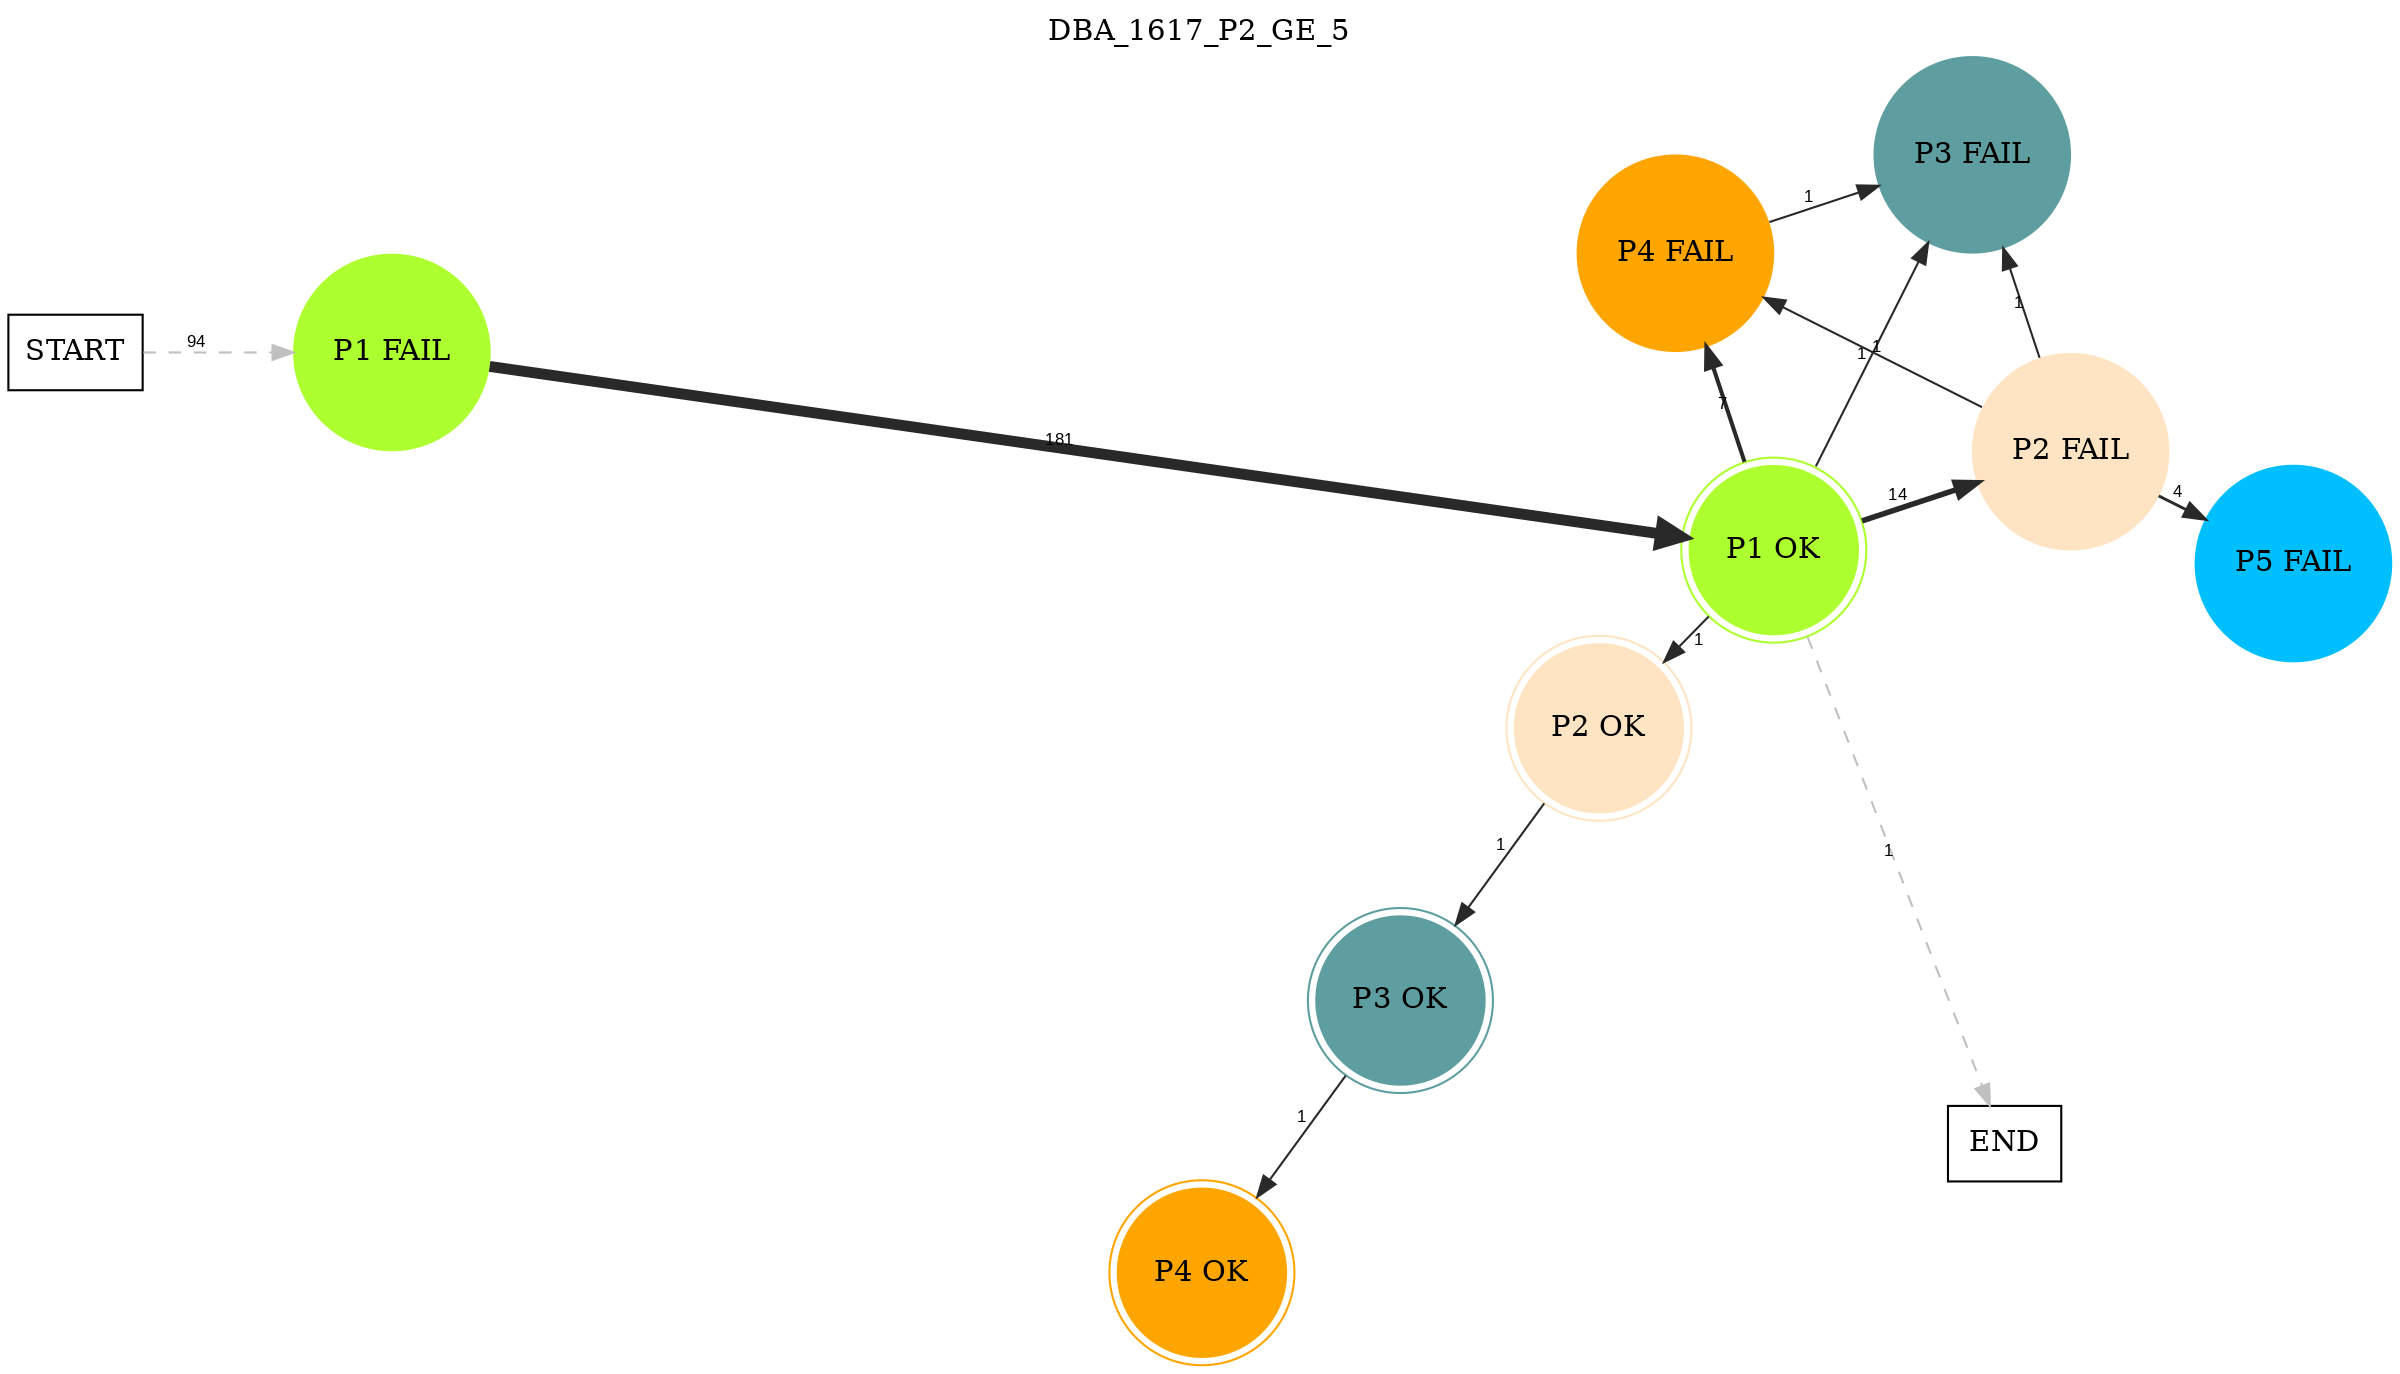 DBA_1617_P2_GE_5
P3 FAIL
1
P4 FAIL
1
94
START
P1 FAIL
1
1
7
181
P2 FAIL
14
4
P1 OK
P5 FAIL
1
P2 OK
1
1
P3 OK
1
END
P4 OK